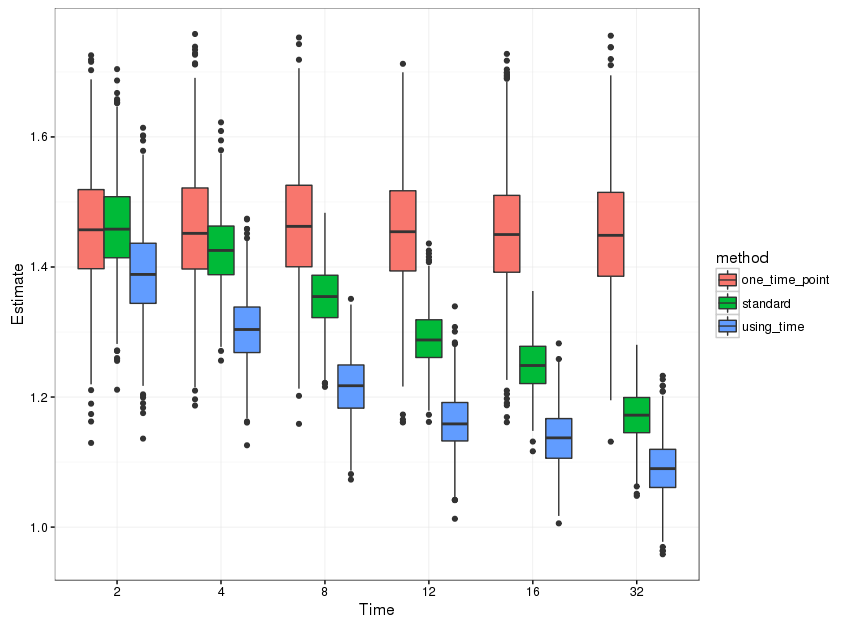 Estimate
1.6
1.4
1.2
1.0
2 4 8 12 16 32
Time
method
one_time_point
standard
using_time